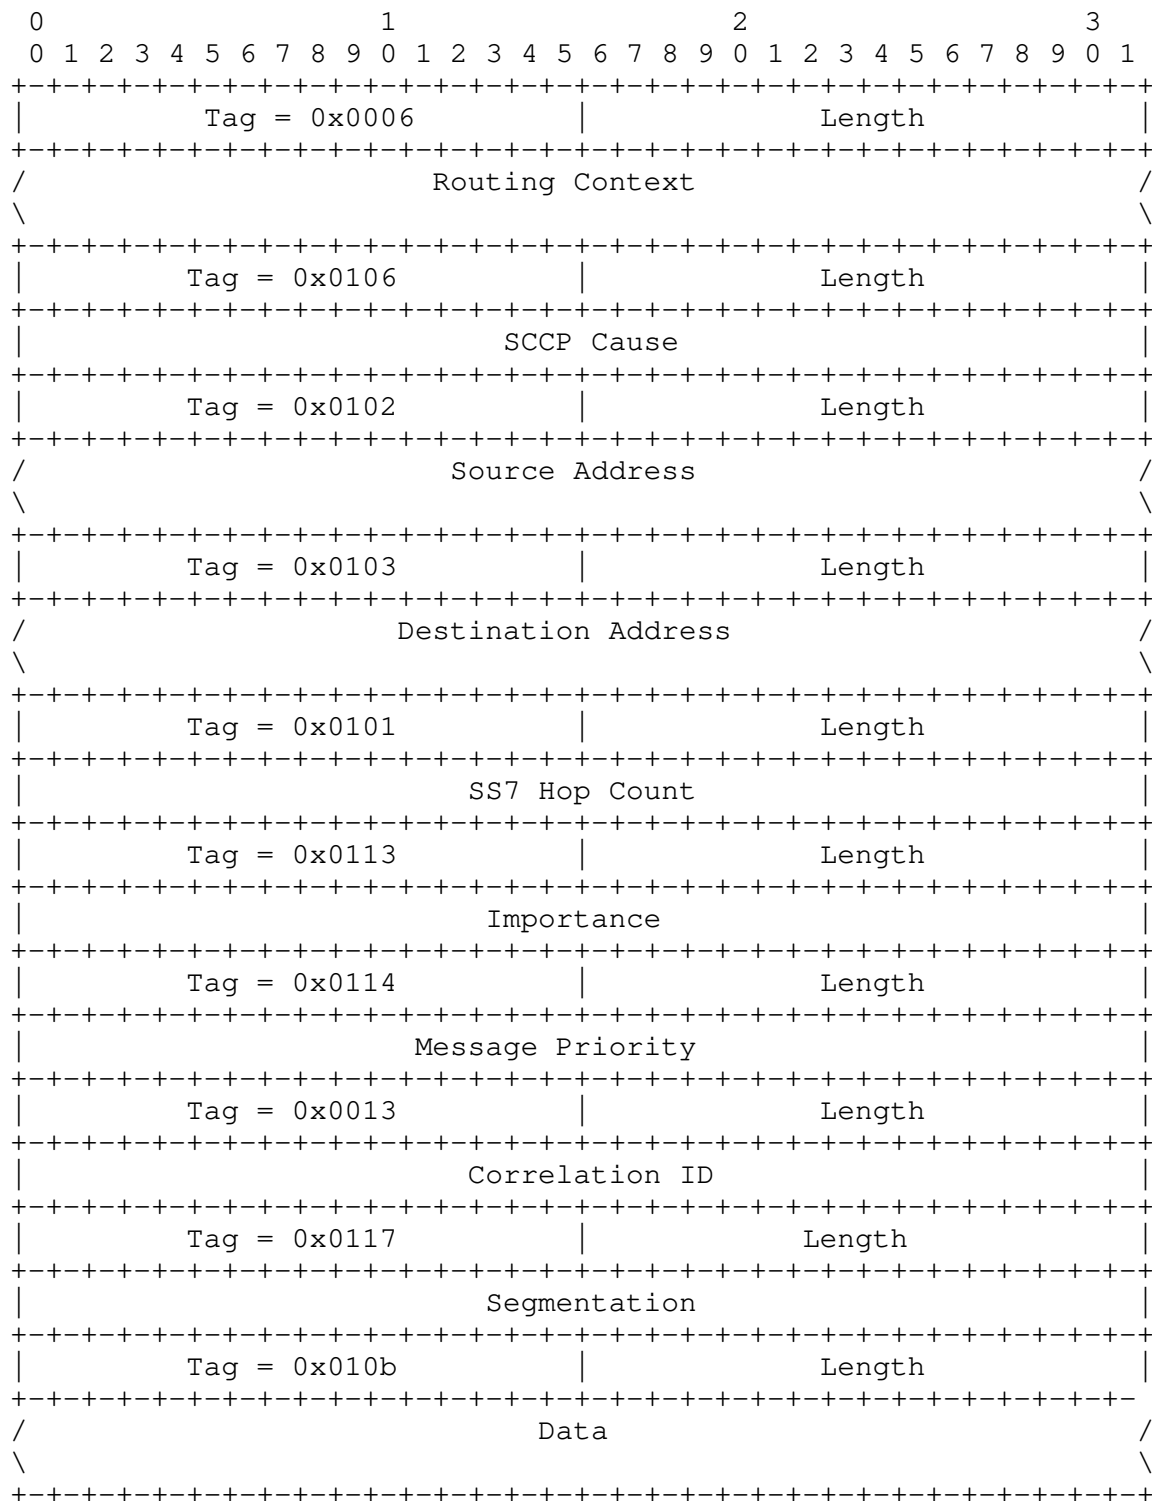 0                   1                   2                   3
 0 1 2 3 4 5 6 7 8 9 0 1 2 3 4 5 6 7 8 9 0 1 2 3 4 5 6 7 8 9 0 1
+-+-+-+-+-+-+-+-+-+-+-+-+-+-+-+-+-+-+-+-+-+-+-+-+-+-+-+-+-+-+-+-+
|          Tag = 0x0006         |             Length            |
+-+-+-+-+-+-+-+-+-+-+-+-+-+-+-+-+-+-+-+-+-+-+-+-+-+-+-+-+-+-+-+-+
/                       Routing Context                         /
\                                                               \
+-+-+-+-+-+-+-+-+-+-+-+-+-+-+-+-+-+-+-+-+-+-+-+-+-+-+-+-+-+-+-+-+
|         Tag = 0x0106          |             Length            |
+-+-+-+-+-+-+-+-+-+-+-+-+-+-+-+-+-+-+-+-+-+-+-+-+-+-+-+-+-+-+-+-+
|                           SCCP Cause                          |
+-+-+-+-+-+-+-+-+-+-+-+-+-+-+-+-+-+-+-+-+-+-+-+-+-+-+-+-+-+-+-+-+
|         Tag = 0x0102          |             Length            |
+-+-+-+-+-+-+-+-+-+-+-+-+-+-+-+-+-+-+-+-+-+-+-+-+-+-+-+-+-+-+-+-+
/                        Source Address                         /
\                                                               \
+-+-+-+-+-+-+-+-+-+-+-+-+-+-+-+-+-+-+-+-+-+-+-+-+-+-+-+-+-+-+-+-+
|         Tag = 0x0103          |             Length            |
+-+-+-+-+-+-+-+-+-+-+-+-+-+-+-+-+-+-+-+-+-+-+-+-+-+-+-+-+-+-+-+-+
/                     Destination Address                       /
\                                                               \
+-+-+-+-+-+-+-+-+-+-+-+-+-+-+-+-+-+-+-+-+-+-+-+-+-+-+-+-+-+-+-+-+
|         Tag = 0x0101          |             Length            |
+-+-+-+-+-+-+-+-+-+-+-+-+-+-+-+-+-+-+-+-+-+-+-+-+-+-+-+-+-+-+-+-+
|                         SS7 Hop Count                         |
+-+-+-+-+-+-+-+-+-+-+-+-+-+-+-+-+-+-+-+-+-+-+-+-+-+-+-+-+-+-+-+-+
|         Tag = 0x0113          |             Length            |
+-+-+-+-+-+-+-+-+-+-+-+-+-+-+-+-+-+-+-+-+-+-+-+-+-+-+-+-+-+-+-+-+
|                          Importance                           |
+-+-+-+-+-+-+-+-+-+-+-+-+-+-+-+-+-+-+-+-+-+-+-+-+-+-+-+-+-+-+-+-+
|         Tag = 0x0114          |             Length            |
+-+-+-+-+-+-+-+-+-+-+-+-+-+-+-+-+-+-+-+-+-+-+-+-+-+-+-+-+-+-+-+-+
|                      Message Priority                         |
+-+-+-+-+-+-+-+-+-+-+-+-+-+-+-+-+-+-+-+-+-+-+-+-+-+-+-+-+-+-+-+-+
|         Tag = 0x0013          |             Length            |
+-+-+-+-+-+-+-+-+-+-+-+-+-+-+-+-+-+-+-+-+-+-+-+-+-+-+-+-+-+-+-+-+
|                         Correlation ID                        |
+-+-+-+-+-+-+-+-+-+-+-+-+-+-+-+-+-+-+-+-+-+-+-+-+-+-+-+-+-+-+-+-+
|         Tag = 0x0117          |            Length             |
+-+-+-+-+-+-+-+-+-+-+-+-+-+-+-+-+-+-+-+-+-+-+-+-+-+-+-+-+-+-+-+-+
|                          Segmentation                         |
+-+-+-+-+-+-+-+-+-+-+-+-+-+-+-+-+-+-+-+-+-+-+-+-+-+-+-+-+-+-+-+-+
|         Tag = 0x010b          |             Length            |
+-+-+-+-+-+-+-+-+-+-+-+-+-+-+-+-+-+-+-+-+-+-+-+-+-+-+-+-+-+-+-+-
/                             Data                              /
\                                                               \
+-+-+-+-+-+-+-+-+-+-+-+-+-+-+-+-+-+-+-+-+-+-+-+-+-+-+-+-+-+-+-+-+